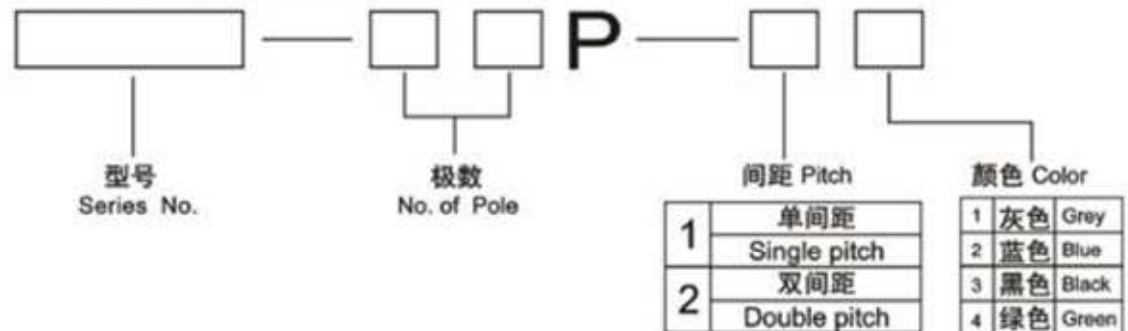 P
型号
Series No.
极数
No. of Pole
间距 Pitch
1 单间距
Single pitch
2 双间距
Double pitch
颜色 Color
1 灰色 Grey
2 蓝色 Blue
3 黑色 Black
4 绿色 Green